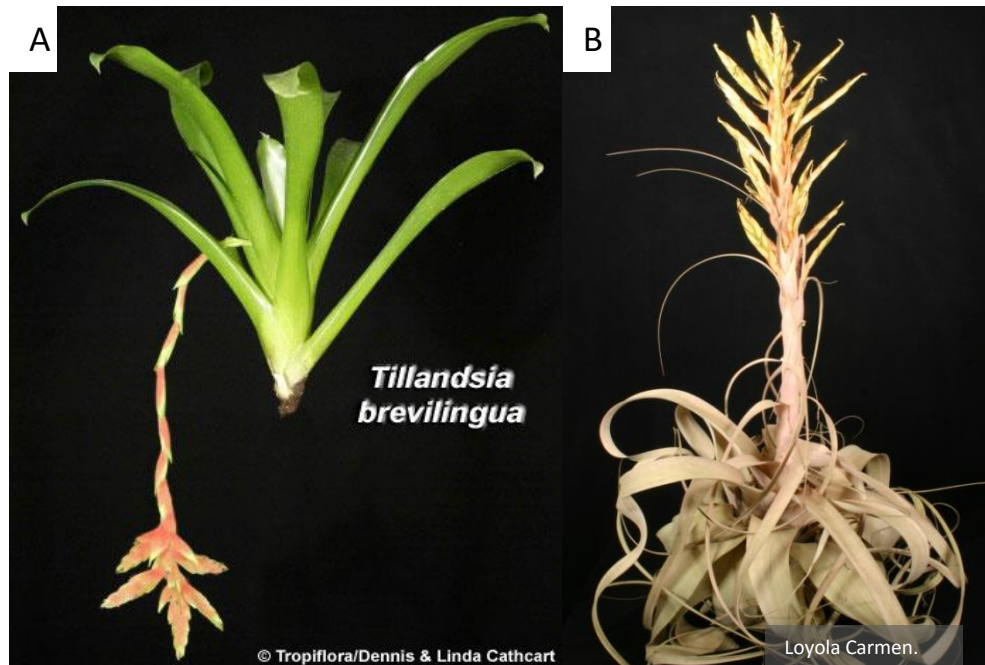 A
B
Tillandsia
brevilingua
© Tropiflora/Dennis & Linda Cathcart
Loyola Carmen.